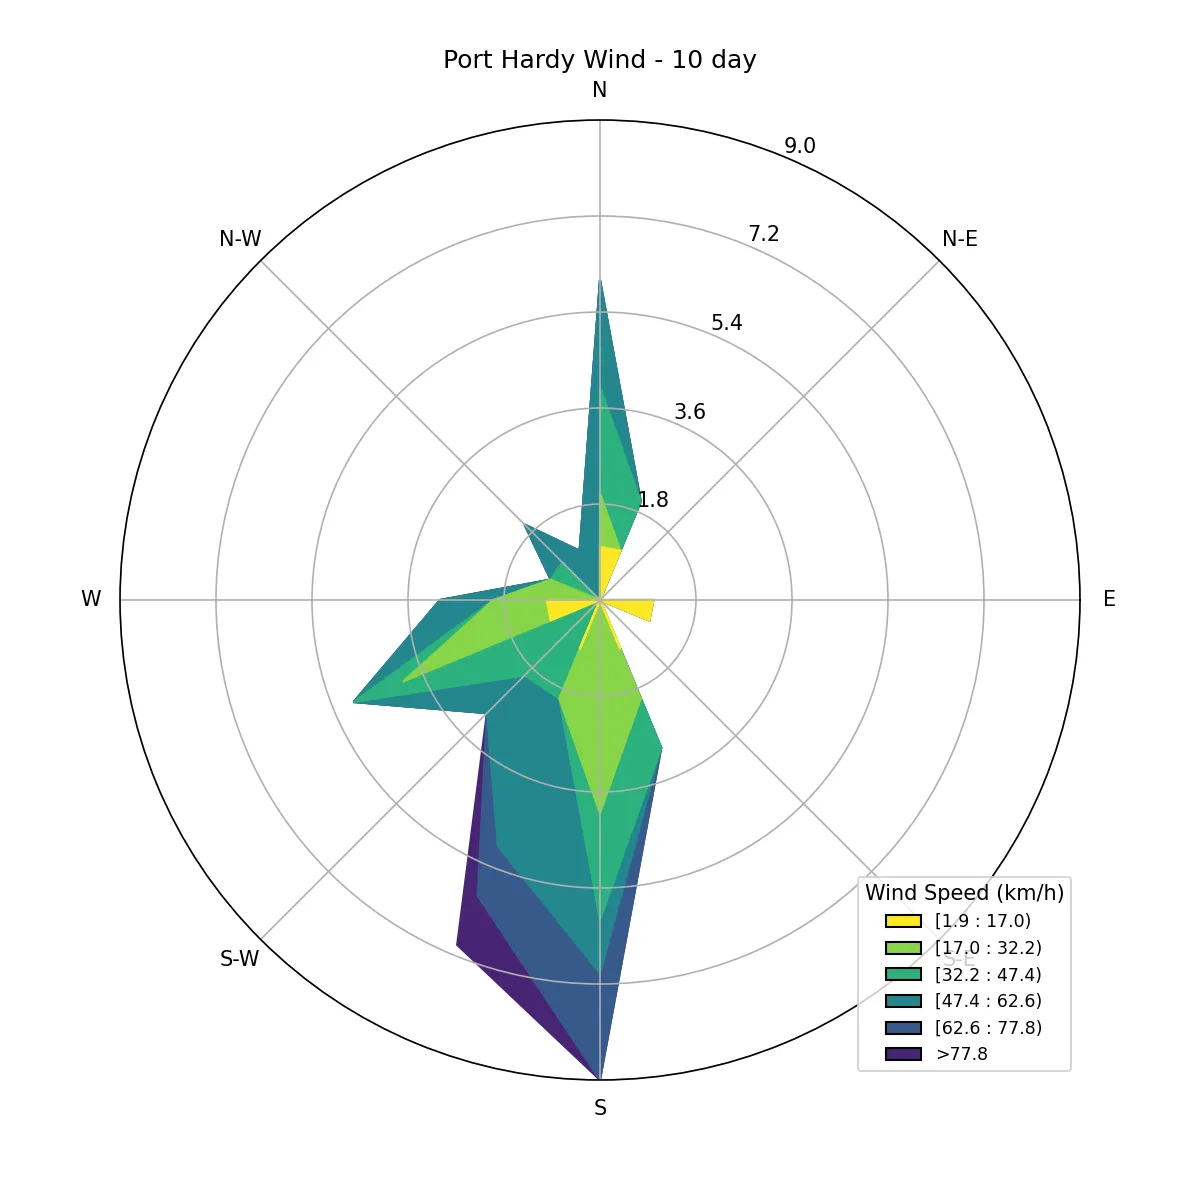 Port Hardy Wind - 10 day
N
9.0
7.2
N-W
N-E
5.4
3.6
1.8
W
E
Wind Speed (km/h)
[1.9 : 17.0)
[17.0 : 32.2)
S-W
S-E
[32.2 : 47.4)
[47.4 : 62.6)
[62.6 : 77.8)
>77.8
S